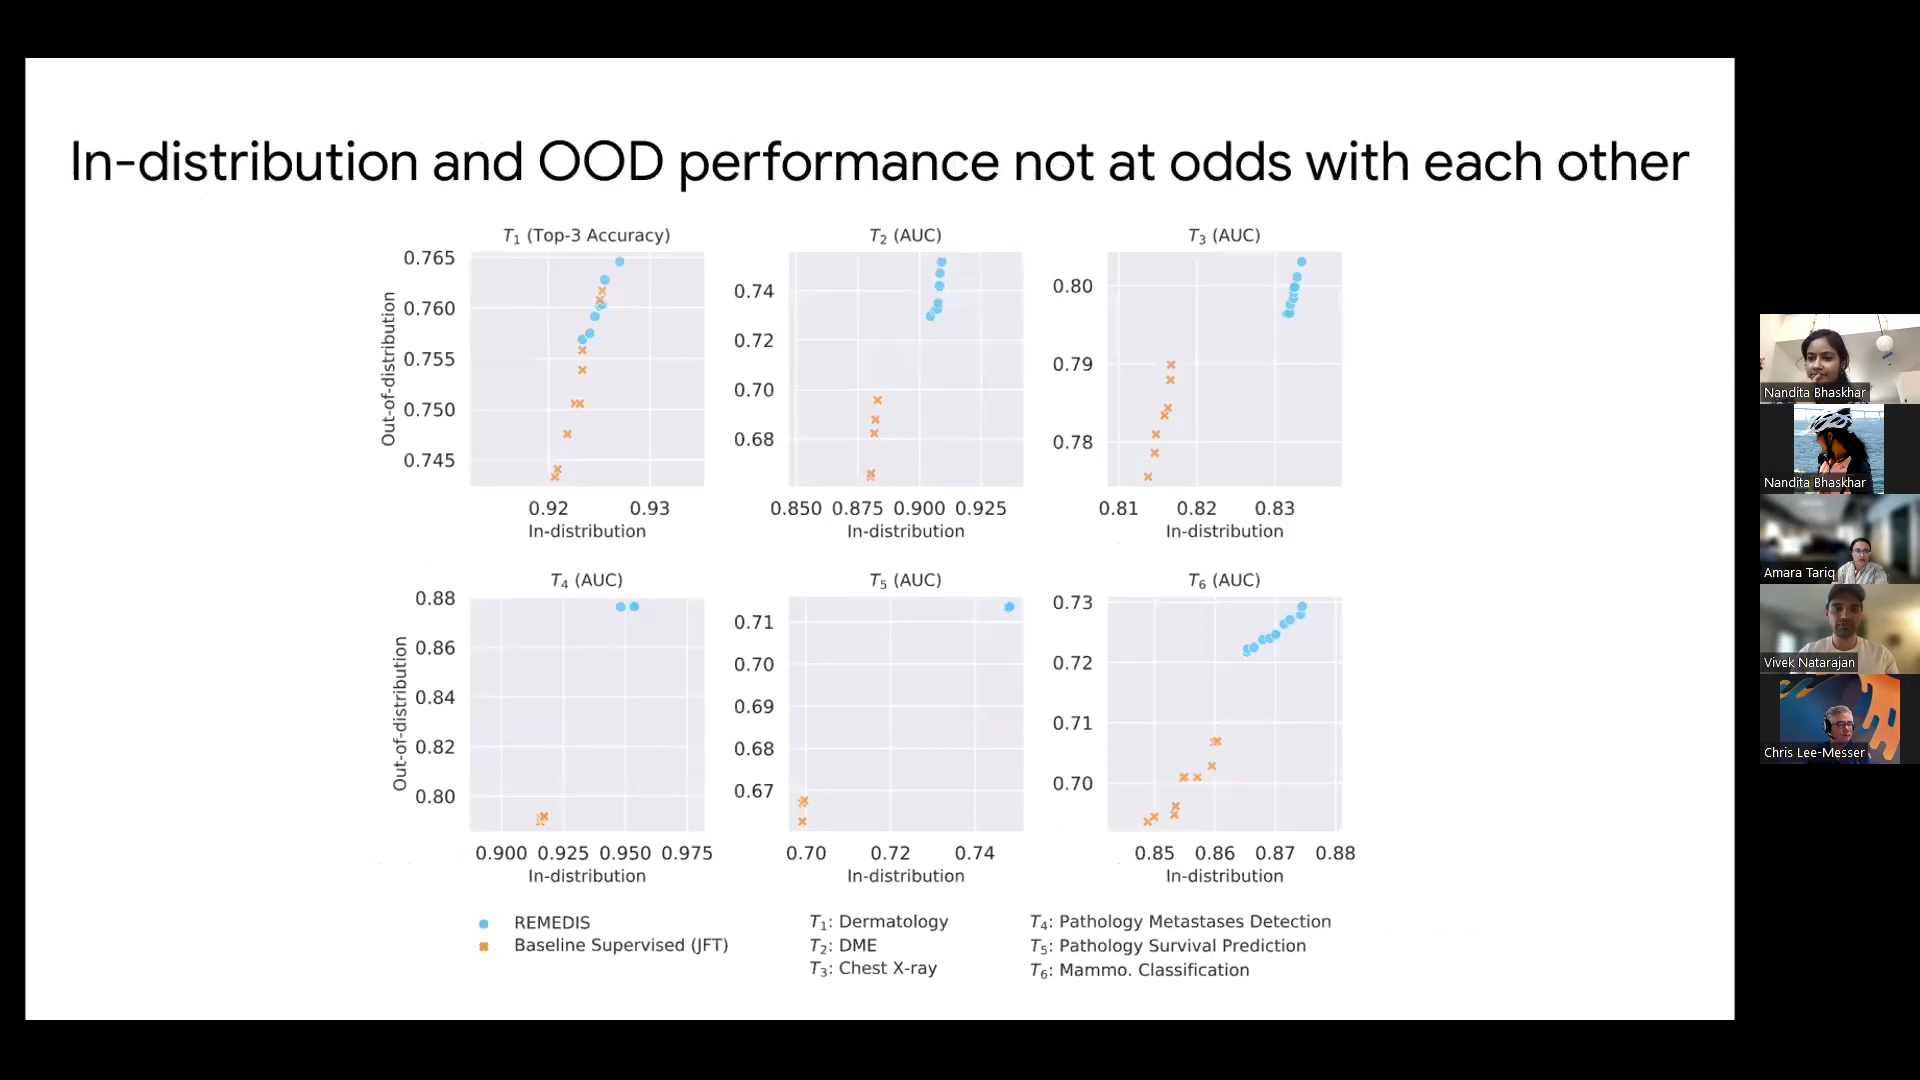 In-distribution and OOD performance not at odds with each other
T1 (Top-3 Accuracy)
0.765
0.760
0.755
0.750
0.745
Out-of-distribution
0.92 0.93
In-distribution
T2 (AUC)
0.74
0.72
0.70
0.68
0.850 0.875 0.900 0.925
In-distribution
T3 (AUC)
0.80
0.79
0.78
0.81 0.82 0.83
In-distribution
T4 (AUC)
0.88
0.86
0.84
0.82
0.80
Out-of-distribution
0.900 0.925 0.950 0.975
In-distribution
T5 (AUC)
0.71
0.70
0.69
0.68
0.67
0.70 0.72 0.74
In-distribution
T6 (AUC)
0.73
0.72
0.71
0.70
0.85 0.86 0.87 0.88
In-distribution
REMEDIS
Baseline Supervised (JFT)
T1: Dermatology
T2: DME
T3: Chest X-ray
T4: Pathology Metastases Detection
T5: Pathology Survival Prediction
T6: Mammo. Classification
Nandita Bhaskhar
Nandita Bhaskhar
Amara Tariq
Vivek Natarajan
Chris Lee-Messer